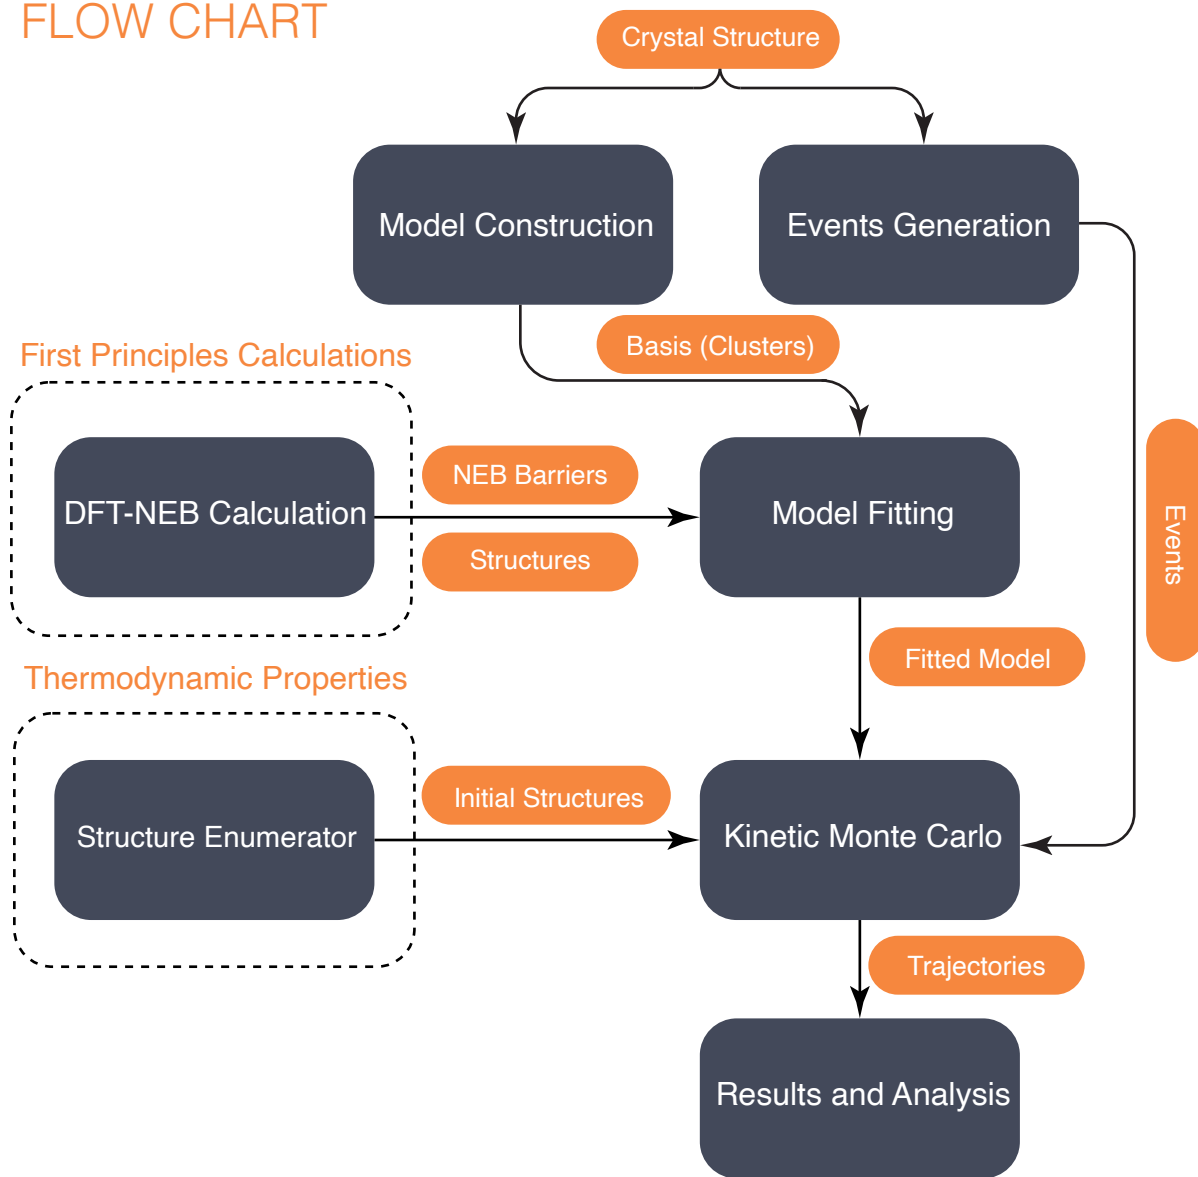 FLOW CHART
Crystal Structure
Model Construction
Events Generation
Basis (Clusters)
First Principles Calculations
DFT-NEB Calculation
NEB Barriers
Structures
Model Fitting
Events
Fitted Model
Thermodynamic Properties
Structure Enumerator
Initial Structures
Kinetic Monte Carlo
Trajectories
Results and Analysis